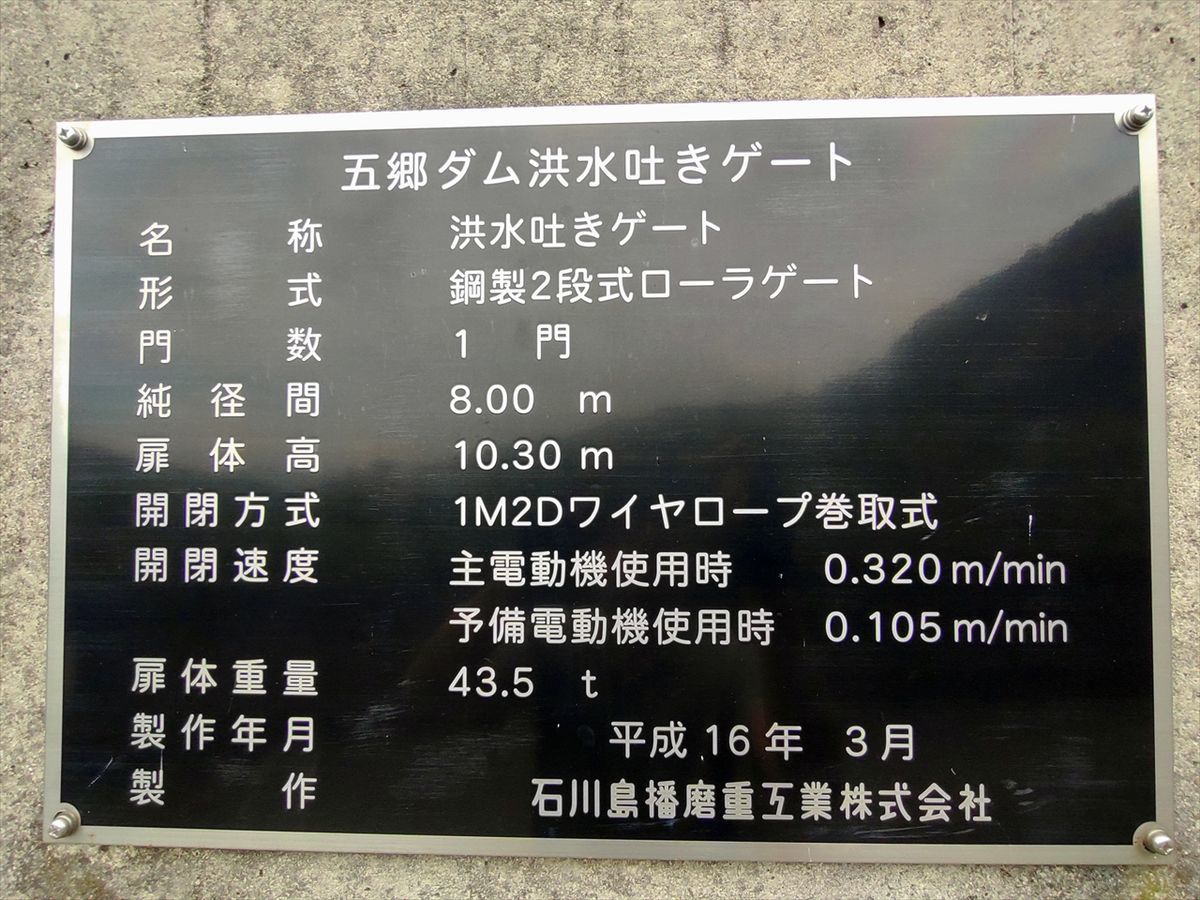 五郷ダム洪水吐きゲート
名称 洪水吐きゲート
形式 鋼製2段式ローラゲート
門数 1 門
純径間 8.00 m
扉体高 10.30 m
開閉方式 1M2Dワイヤロープ巻取式
開閉速度 主電動機使用時 0.320 m/min
予備電動機使用時 0.105 m/min
扉体重量 43.5 t
製作年月 平成 16 年 3 月
製作 石川島播磨重工業株式会社